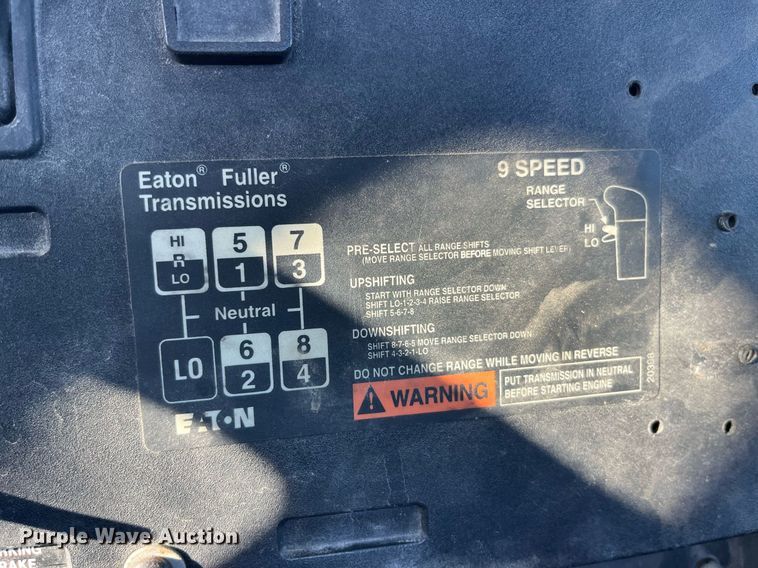 Eaton® Fuller®
Transmissions
9 SPEED
RANGE
SELECTOR
HI
LO
HI
R
LO
5
1
7
3
Neutral
LO
6
2
8
4
EATON
PRE-SELECT ALL RANGE SHIFTS
(MOVE RANGE SELECTOR BEFORE MOVING SHIFT LEVER)
UPSHIFTING
START WITH RANGE SELECTOR DOWN
SHIFT LO-1-2-3-4 RAISE RANGE SELECTOR
SHIFT 5-6-7-8
DOWNSHIFTING
SHIFT 8-7-6-5 MOVE RANGE SELECTOR DOWN
SHIFT 4-3-2-1-LO
DO NOT CHANGE RANGE WHILE MOVING IN REVERSE
WARNING
PUT TRANSMISSION IN NEUTRAL
BEFORE STARTING ENGINE
Purple Wave Auction